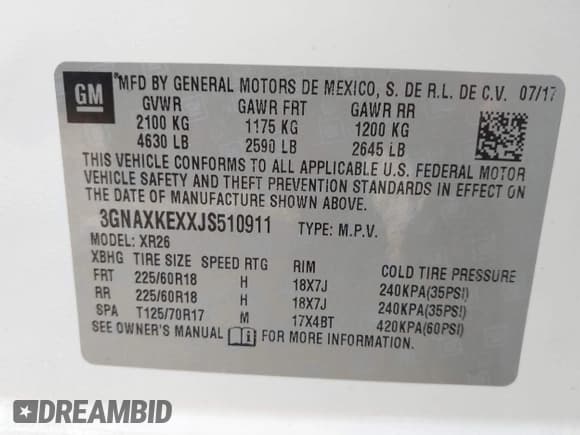 GM
*MFD BY GENERAL MOTORS DE MEXICO, S. DE R.L. DE C.V. 07/17
GVWR GAWR FRT GAWR RR
2100 KG 1175 KG 1200 KG
4630 LB 2590 LB 2645 LB
THIS VEHICLE CONFORMS TO ALL APPLICABLE U.S. FEDERAL MOTOR
VEHICLE SAFETY AND THEFT PREVENTION STANDARDS IN EFFECT ON
THE DATE OF MANUFACTURE SHOWN ABOVE.
3GNAXKEXXJS510911 TYPE: M.P.V.
MODEL: XR26
XBHG TIRE SIZE SPEED RTG RIM COLD TIRE PRESSURE
FRT 225/60R18 H 18X7J 240KPA(35PSI)
RR 225/60R18 H 18X7J 240KPA(35PSI)
SPA T125/70R17 M 17X4BT 420KPA(60PSI)
SEE OWNER'S MANUAL FOR MORE INFORMATION.
DREAMBID